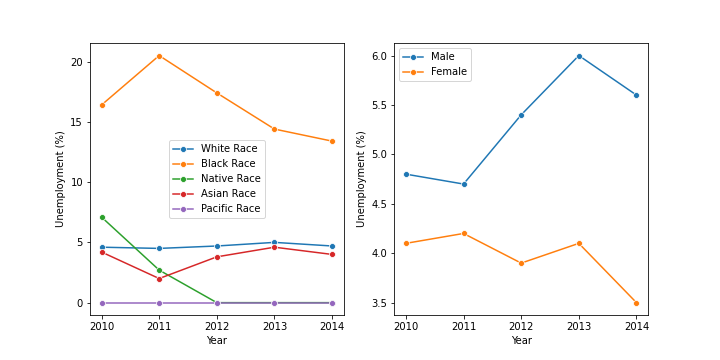 Unemployment (%)
20
15
10
5
0
White Race
Black Race
Native Race
Asian Race
Pacific Race
2010 2011 2012 2013 2014
Year
Unemployment (%)
6.0
5.5
5.0
4.5
4.0
3.5
Male
Female
2010 2011 2012 2013 2014
Year